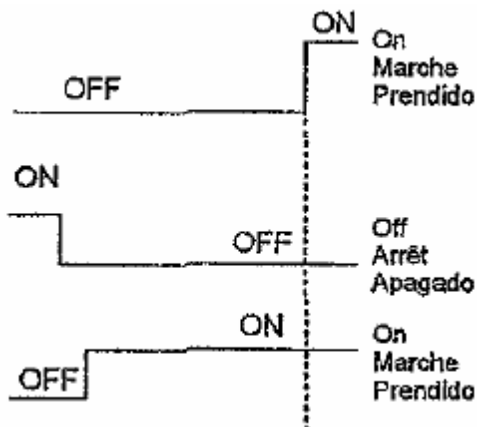 ON
On
Marche
Prendido
OFF
ON
OFF
Off
Arrêt
Apagado
ON
On
Marche
Prendido
OFF